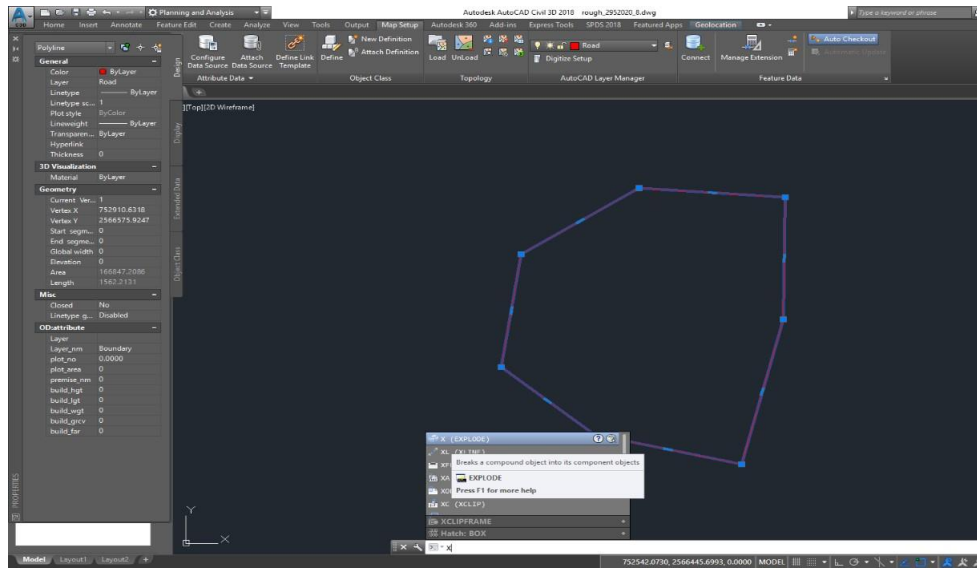 C3D
Planning and Analysis
Autodesk AutoCAD Civil 3D 2018 rough_2952020_8.dwg
Type a keyword or phrase
Home Insert Annotate Feature Edit Create Analyze View Tools Output Map Setup Autodesk 360 Add-ins Express Tools SPDS 2018 Featured Apps Geolocation
Configure Data Source
Attach Data Source
Define Link Template
Define
New Definition
Attach Definition
Load UnLoad
Road
Digitize Setup
Connect Manage Extension
Auto Checkout
Attribute Data
Object Class
Topology
AutoCAD Layer Manager
Feature Data
Polyline
General
Color ByLayer
Layer Road
Linetype ByLayer
Linetype sc... 1
Plot style ByColor
Lineweight ByLayer
Transparen... ByLayer
Hyperlink
Thickness 0
3D Visualization
Material ByLayer
Geometry
Current Ver... 1
Vertex X 752910.6318
Vertex Y 2566575.9247
Start segm... 0
End segme... 0
Global width 0
Elevation 0
Area 166847.2086
Length 1562.2131
Misc
Closed No
Linetype g... Disabled
OD:attribute
Layer
Layer_nm Boundary
plot_no 0.0000
plot_area 0
premise_nm 0
build_hgt 0
build_lgt 0
build_wgt 0
build_grcv 0
build_far 0
PROPERTIES
Design
Display
Extended Data
Object Class
][Top][2D Wireframe]
X (EXPLODE)
XL (XLINE)
Breaks a compound object into its component objects
EXPLODE
Press F1 for more help
XC (XCLIP)
XCLIPFRAME
Hatch: BOX
X
Y
X
Model Layout1 Layout2 +
752542.0730, 2566445.6993, 0.0000 MODEL